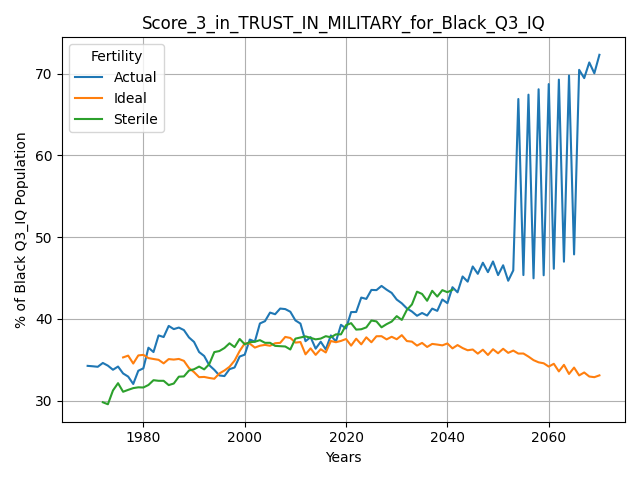 Score_3_in_TRUST_IN_MILITARY_for_Black_Q3_IQ
Fertility
Actual
Ideal
Sterile
% of Black Q3_IQ Population
70
60
50
40
30
1980
2000
2020
2040
2060
Years